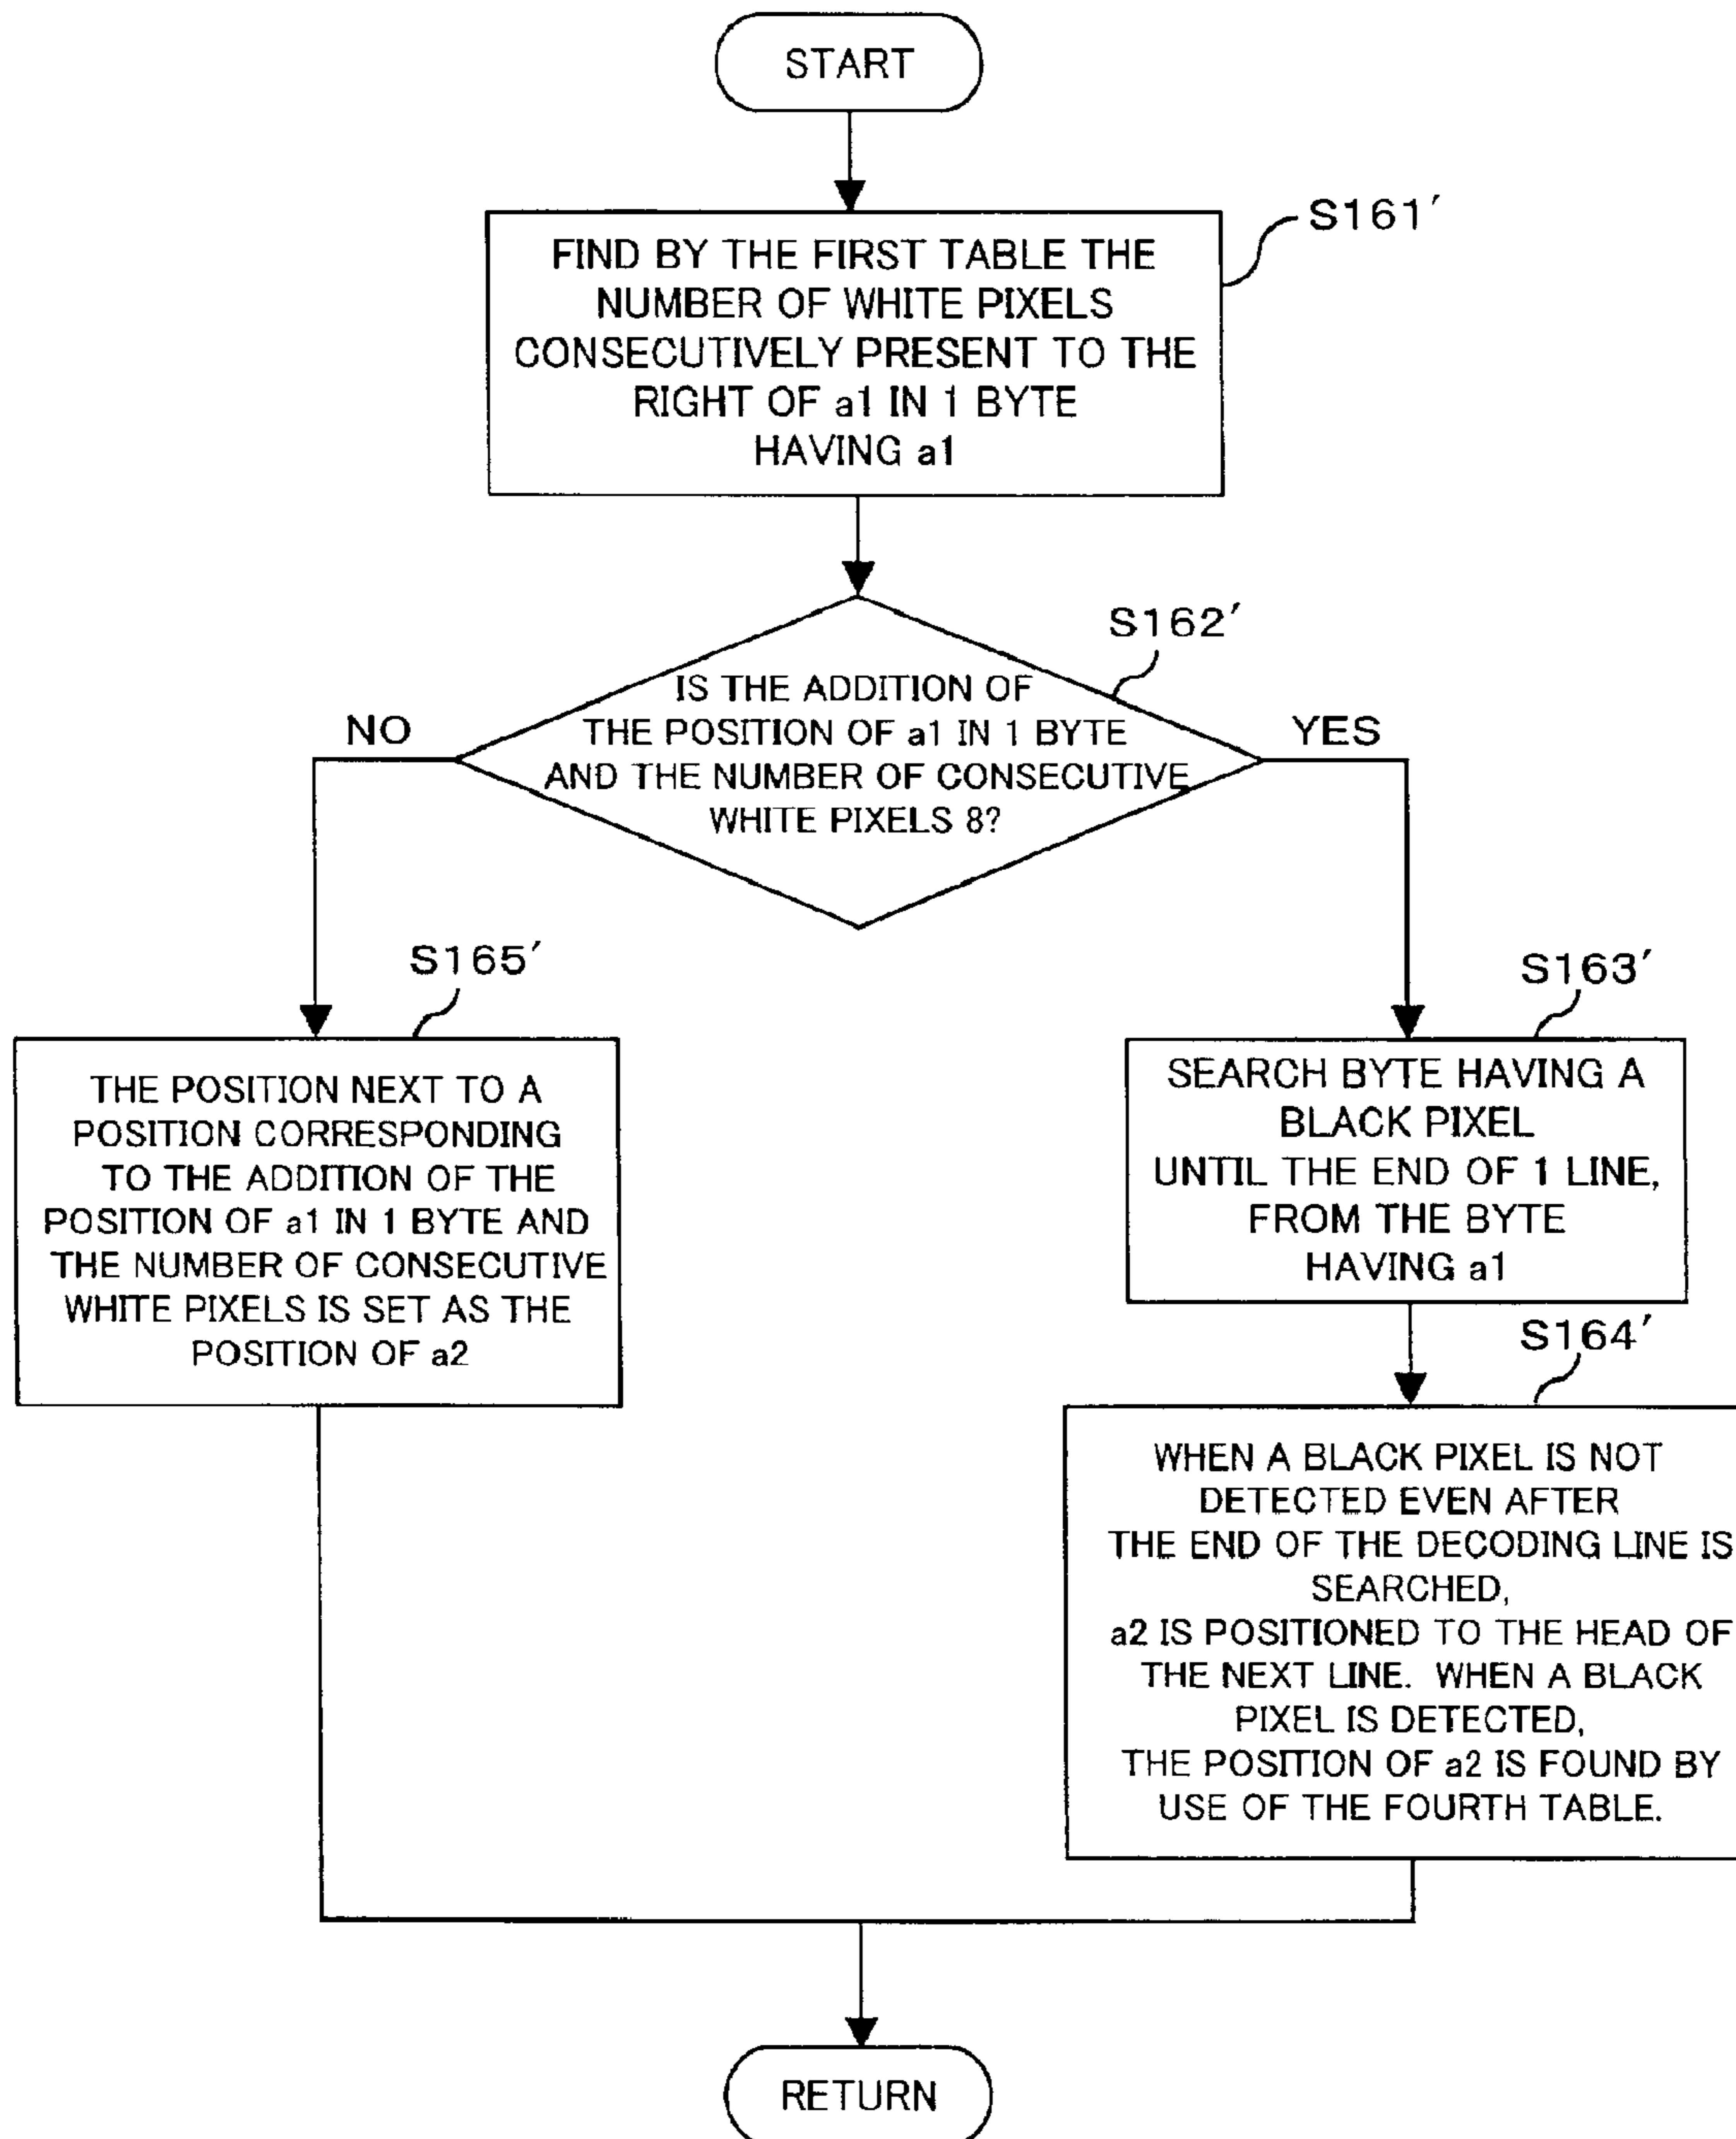 START
S161′
FIND BY THE FIRST TABLE THE
NUMBER OF WHITE PIXELS
CONSECUTIVELY PRESENT TO THE
RIGHT OF a1 IN 1 BYTE
HAVING a1
S162′
IS THE ADDITION OF
THE POSITION OF a1 IN 1 BYTE
AND THE NUMBER OF CONSECUTIVE
WHITE PIXELS 8?
NO
YES
S165′
THE POSITION NEXT TO A
POSITION CORRESPONDING
TO THE ADDITION OF THE
POSITION OF a1 IN 1 BYTE AND
THE NUMBER OF CONSECUTIVE
WHITE PIXELS IS SET AS THE
POSITION OF a2
S163′
SEARCH BYTE HAVING A
BLACK PIXEL
UNTIL THE END OF 1 LINE,
FROM THE BYTE
HAVING a1
S164′
WHEN A BLACK PIXEL IS NOT
DETECTED EVEN AFTER
THE END OF THE DECODING LINE IS
SEARCHED,
a2 IS POSITIONED TO THE HEAD OF
THE NEXT LINE. WHEN A BLACK
PIXEL IS DETECTED,
THE POSITION OF a2 IS FOUND BY
USE OF THE FOURTH TABLE.
RETURN